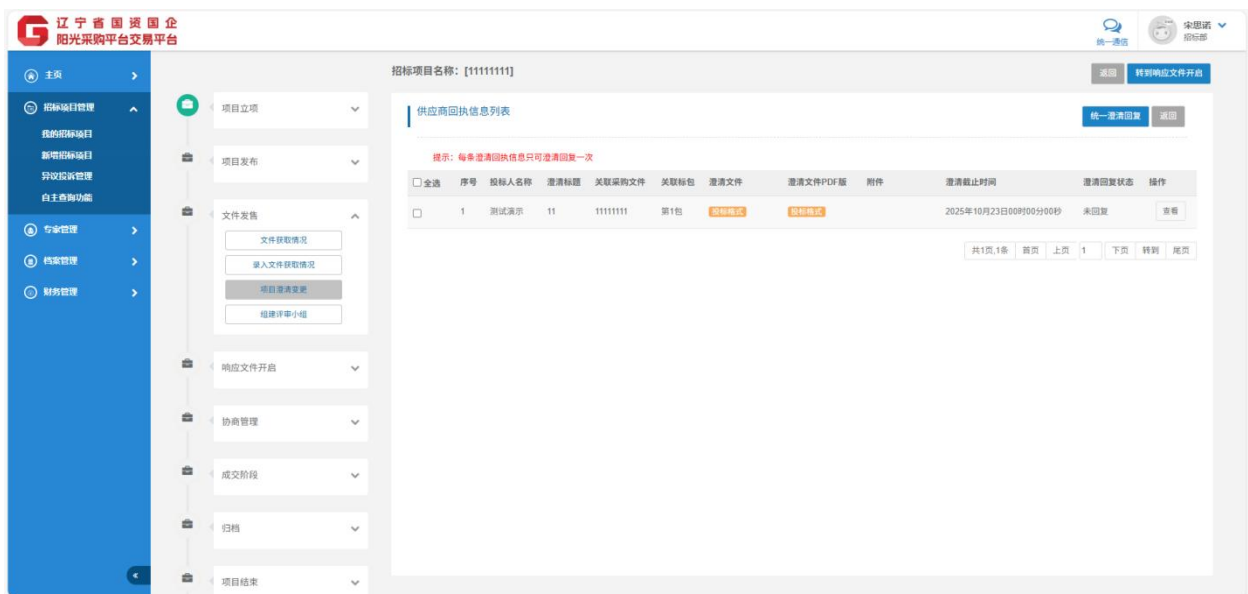 辽宁省国资国企
阳光采购平台交易平台
统一通信
宋思诺
招标部
主页
招标项目管理
我的招标项目
新增招标项目
异议投诉管理
自主查询功能
专家管理
档案管理
财务管理
项目立项
项目发布
文件发售
文件获取情况
录入文件获取情况
项目澄清变更
组建评审小组
响应文件开启
协商管理
成交阶段
归档
项目结束
招标项目名称：[11111111]
返回 转到响应文件开启
供应商回执信息列表
统一澄清回复 返回
提示：每条澄清回执信息只可澄清回复一次
全选 序号 投标人名称 澄清标题 关联采购文件 关联标包 澄清文件 澄清文件PDF版 附件 澄清截止时间 澄清回复状态 操作
1 测试演示 11 11111111 第1包 投标格式 投标格式 2025年10月23日00时00分00秒 未回复 查看
共1页,1条 首页 上页 1 下页 转到 尾页